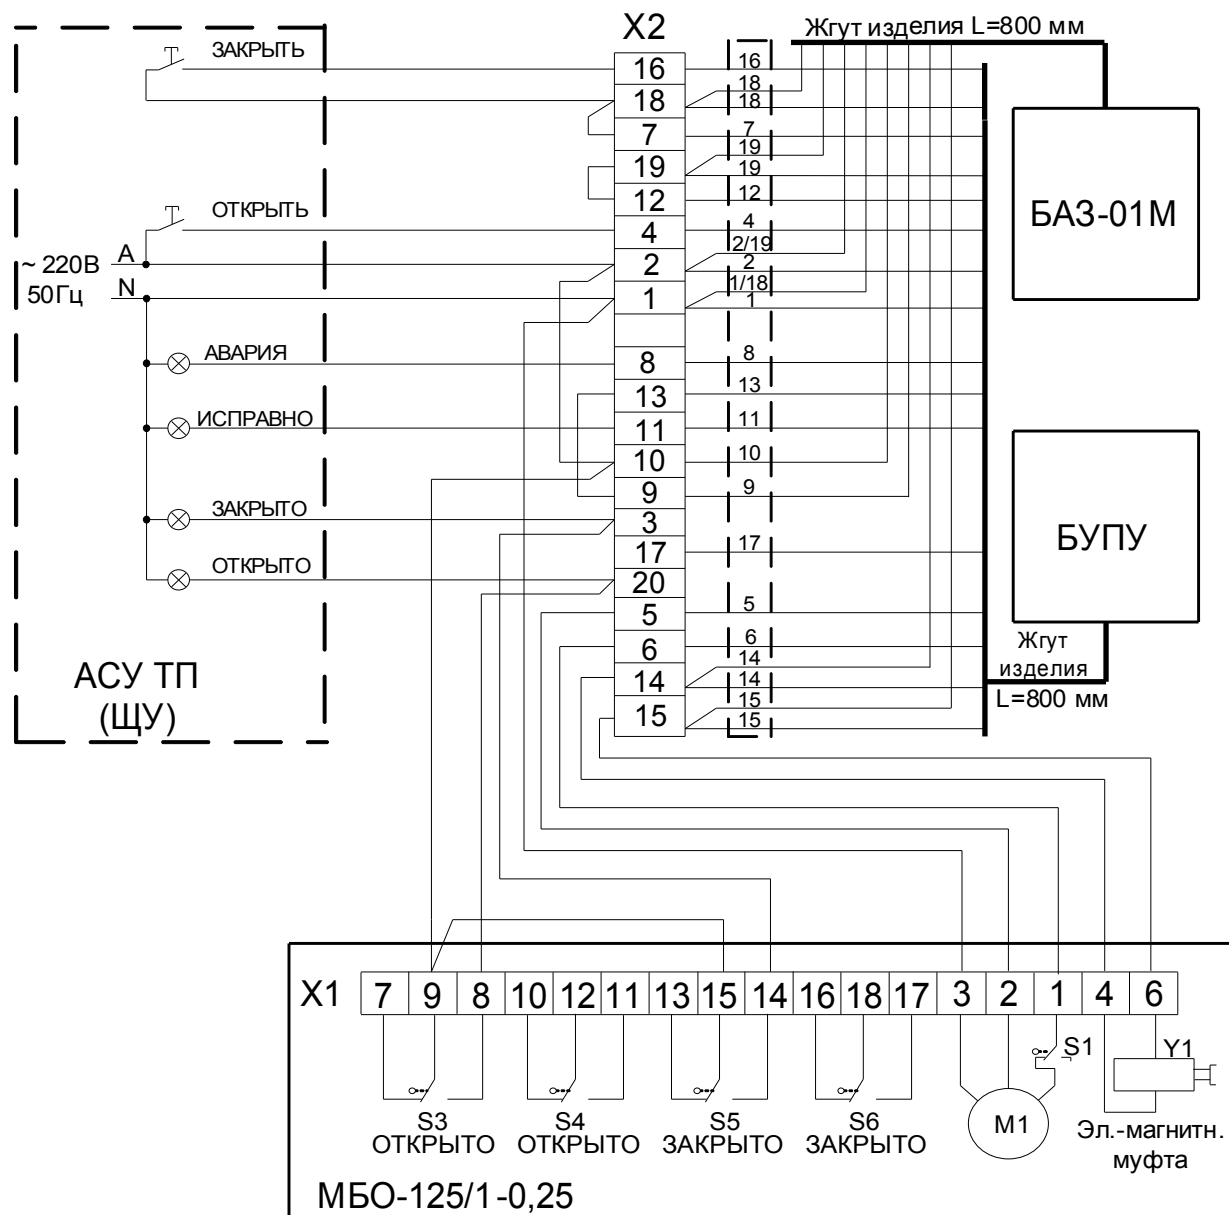 X2
Жгут изделия L=800 мм
ЗАКРЫТЬ
16
16
18
18
18
7
7
19
19
19
12
12
БАЗ-01М
ОТКРЫТЬ
4
4
2/19
~ 220В
A
2
2
1/18
50Гц
N
1
1
АВАРИЯ
8
8
13
13
ИСПРАВНО
11
11
10
10
9
9
ЗАКРЫТО
3
БУПУ
17
17
ОТКРЫТО
20
5
5
6
6
Жгут
изделия
L=800 мм
14
14
14
15
15
15
АСУ ТП
(ЩУ)
X1
7
9
8
10
12
11
13
15
14
16
18
17
3
2
1
4
6
S1
Y1
S3
ОТКРЫТО
S4
ОТКРЫТО
S5
ЗАКРЫТО
S6
ЗАКРЫТО
М1
Эл.-магнитн.
муфта
МБО-125/1-0,25